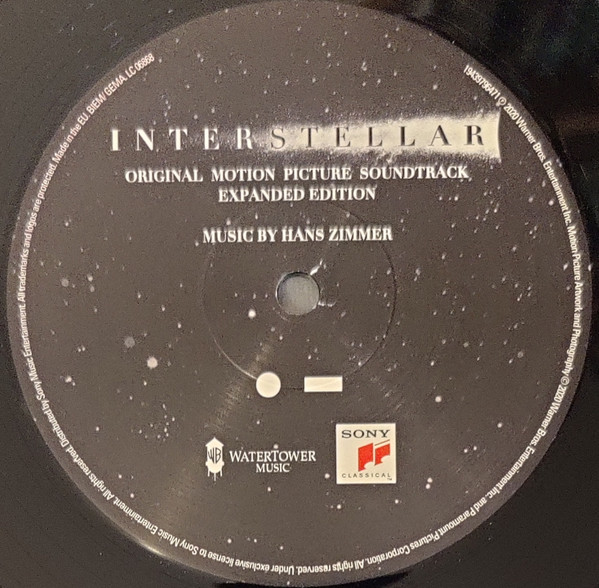 INTERSTELLAR
ORIGINAL MOTION PICTURE SOUNDTRACK
EXPANDED EDITION
MUSIC BY HANS ZIMMER
WB WATERTOWER
MUSIC
SONY
CLASSICAL
19439796471 ℗ 2020 Warner Bros. Entertainment Inc. Motion Picture Artwork and Photography © 2020 Warner Bros. Entertainment Inc. and Paramount Pictures Corporation. All rights reserved. Under exclusive license to Sony Music Entertainment. All rights reserved. Distributed by Sony Music Entertainment. All trademarks and logos are protected. Made in the EU. BIEM/ GEMA, LC 06868